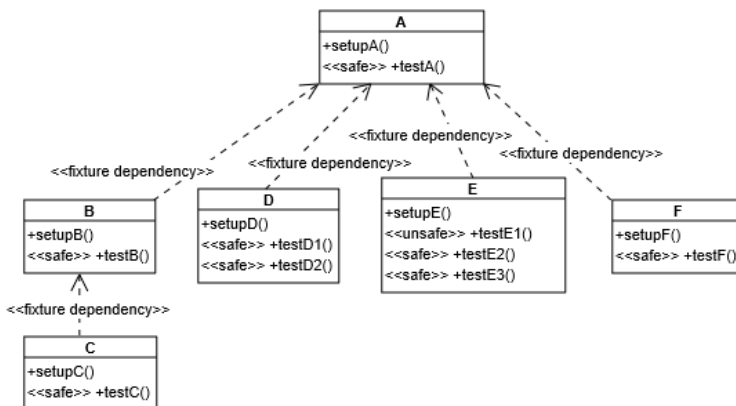 A
+setupA()
<<safe>> +testA()
<<fixture dependency>>
<<fixture dependency>>
<<fixture dependency>>
<<fixture dependency>>
B
+setupB()
<<safe>> +testB()
D
+setupD()
<<safe>> +testD1()
<<safe>> +testD2()
E
+setupE()
<<unsafe>> +testE1()
<<safe>> +testE2()
<<safe>> +testE3()
F
+setupF()
<<safe>> +testF()
<<fixture dependency>>
C
+setupC()
<<safe>> +testC()